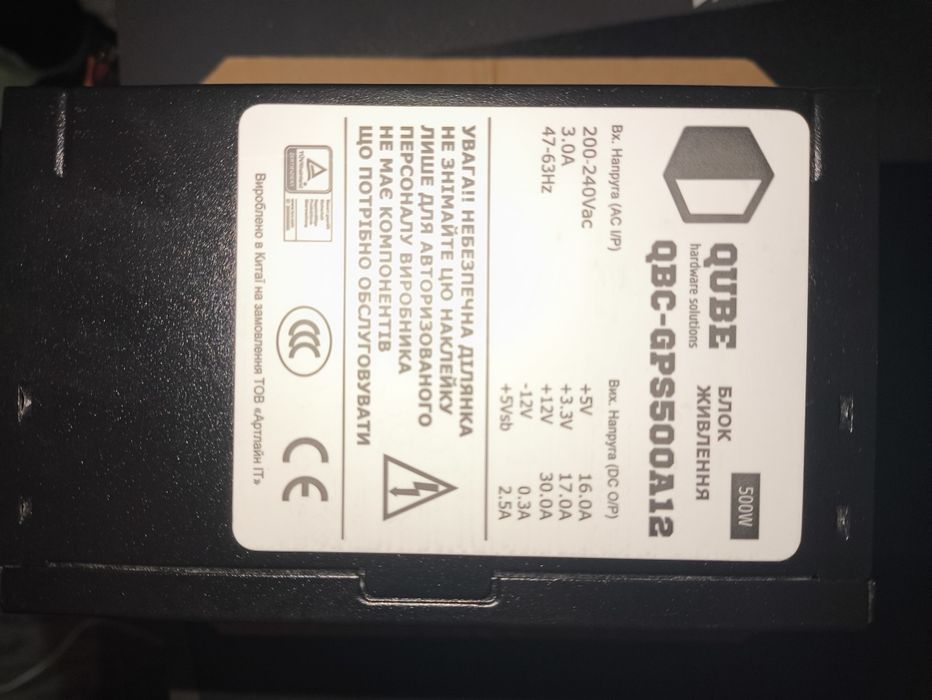 QUBE
hardware solutions
БЛОК
ЖИВЛЕННЯ
500W
QBC-GPS500A12
Вх. Напруга (AC I/P)
200-240Vac
3.0A
47-63Hz
Вих. Напруга (DC O/P)
+5V 16.0A
+3.3V 17.0A
+12V 30.0A
-12V 0.3A
+5Vsb 2.5A
УВАГА!! НЕБЕЗПЕЧНА ДІЛЯНКА
НЕ ЗНІМАЙТЕ ЦЮ НАКЛЕЙКУ
ЛИШЕ ДЛЯ АВТОРИЗОВАНОГО
ПЕРСОНАЛУ ВИРОБНИКА
НЕ МАЄ КОМПОНЕНТІВ
ЩО ПОТРІБНО ОБСЛУГОВУВАТИ
CCC
CE
Вироблено в Китаї на замовлення ТОВ «Артлайн ІТ»